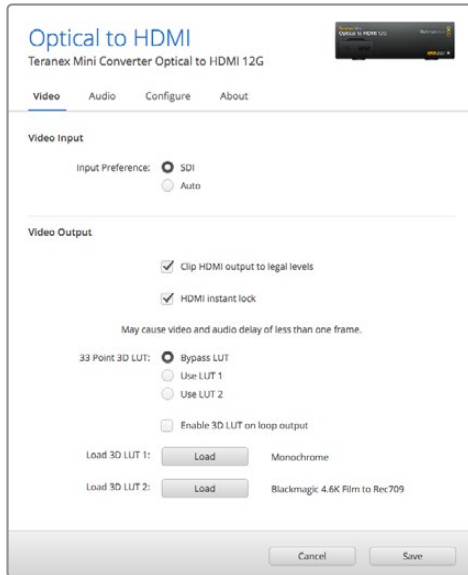 Optical to HDMI
Teranex Mini Converter Optical to HDMI 12G
Video Audio Configure About
Video Input
Input Preference: SDI
Auto
Video Output
Clip HDMI output to legal levels
HDMI instant lock
May cause video and audio delay of less than one frame.
33 Point 3D LUT: Bypass LUT
Use LUT 1
Use LUT 2
Enable 3D LUT on loop output
Load 3D LUT 1: Load Monochrome
Load 3D LUT 2: Load Blackmagic 4.6K Film to Rec709
Cancel Save